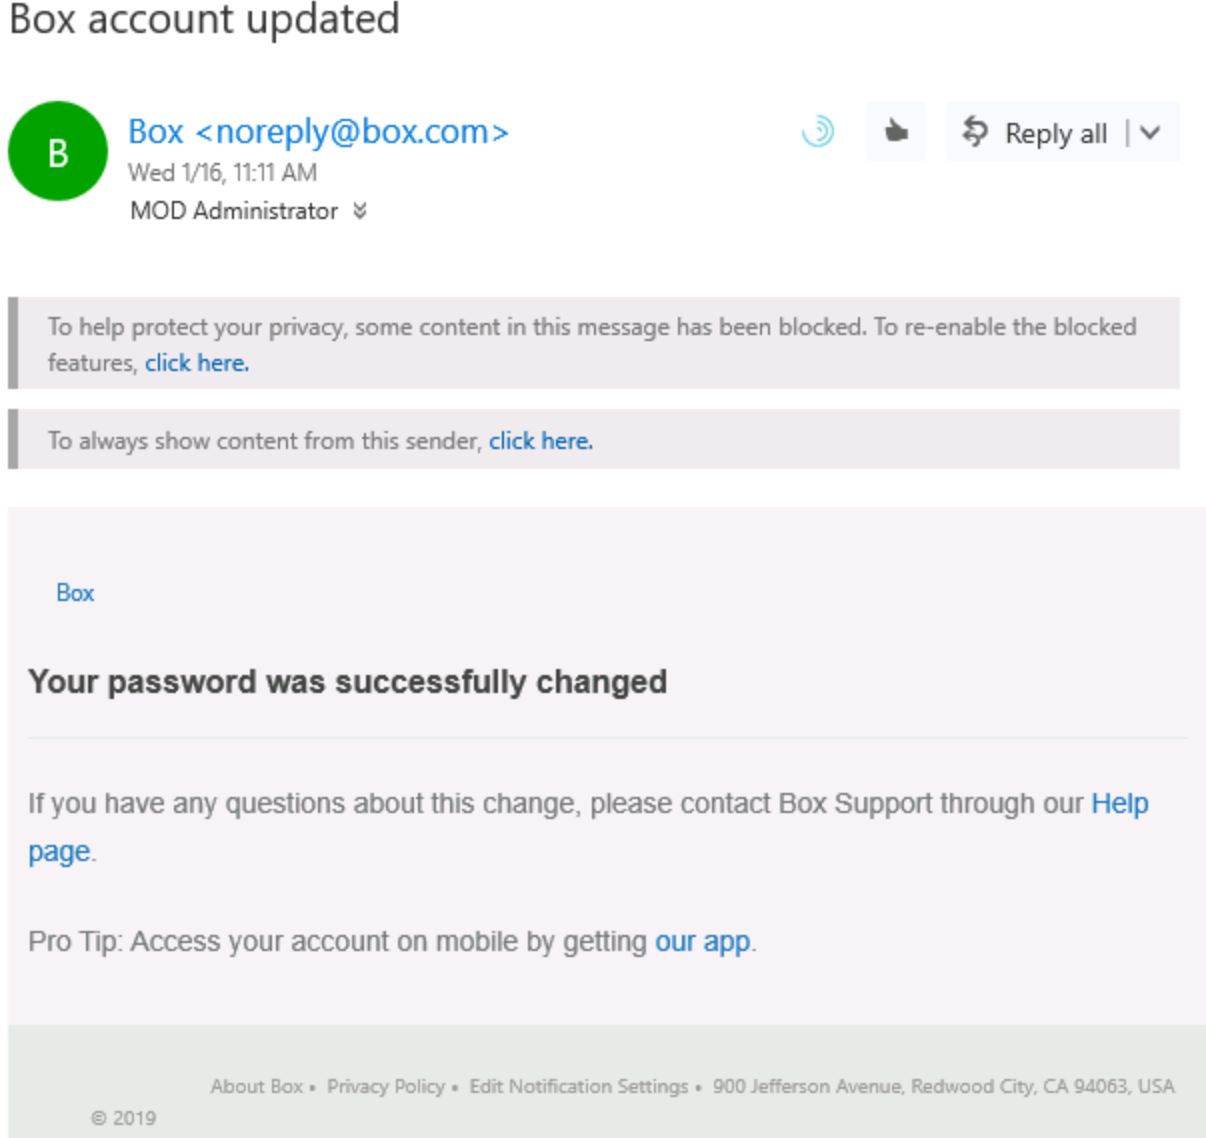 Box account updated
B
Box <noreply@box.com>
Wed 1/16, 11:11 AM
MOD Administrator
Reply all
To help protect your privacy, some content in this message has been blocked. To re-enable the blocked
features, click here.
To always show content from this sender, click here.
Box
Your password was successfully changed
If you have any questions about this change, please contact Box Support through our Help
page.
Pro Tip: Access your account on mobile by getting our app.
About Box • Privacy Policy • Edit Notification Settings • 900 Jefferson Avenue, Redwood City, CA 94063, USA
© 2019